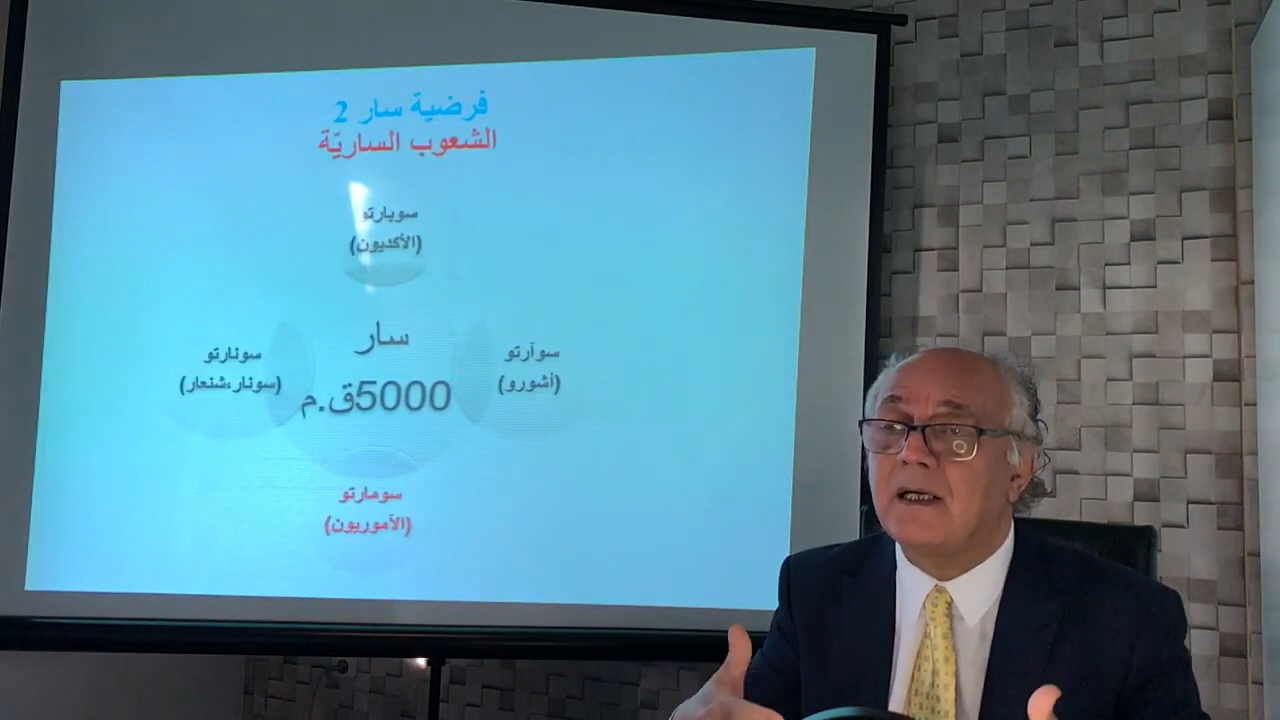 فرضية سار 2
الشعوب الساريّة
سوبارتو
(الأكديون)
سوآرتو
(أشورو)
سار
5000ق.م
سونارتو
(سونار،شنعار)
سومارتو
(الآموريون)